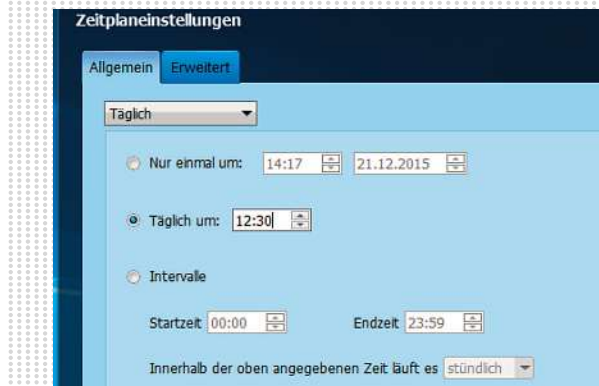 Zeitplaneinstellungen
Allgemein Erweitert
Täglich
Nur einmal um: 14:17 21.12.2015
Täglich um: 12:30
Intervalle
Startzeit 00:00 Endzeit 23:59
Innerhalb der oben angegebenen Zeit läuft es stündlich